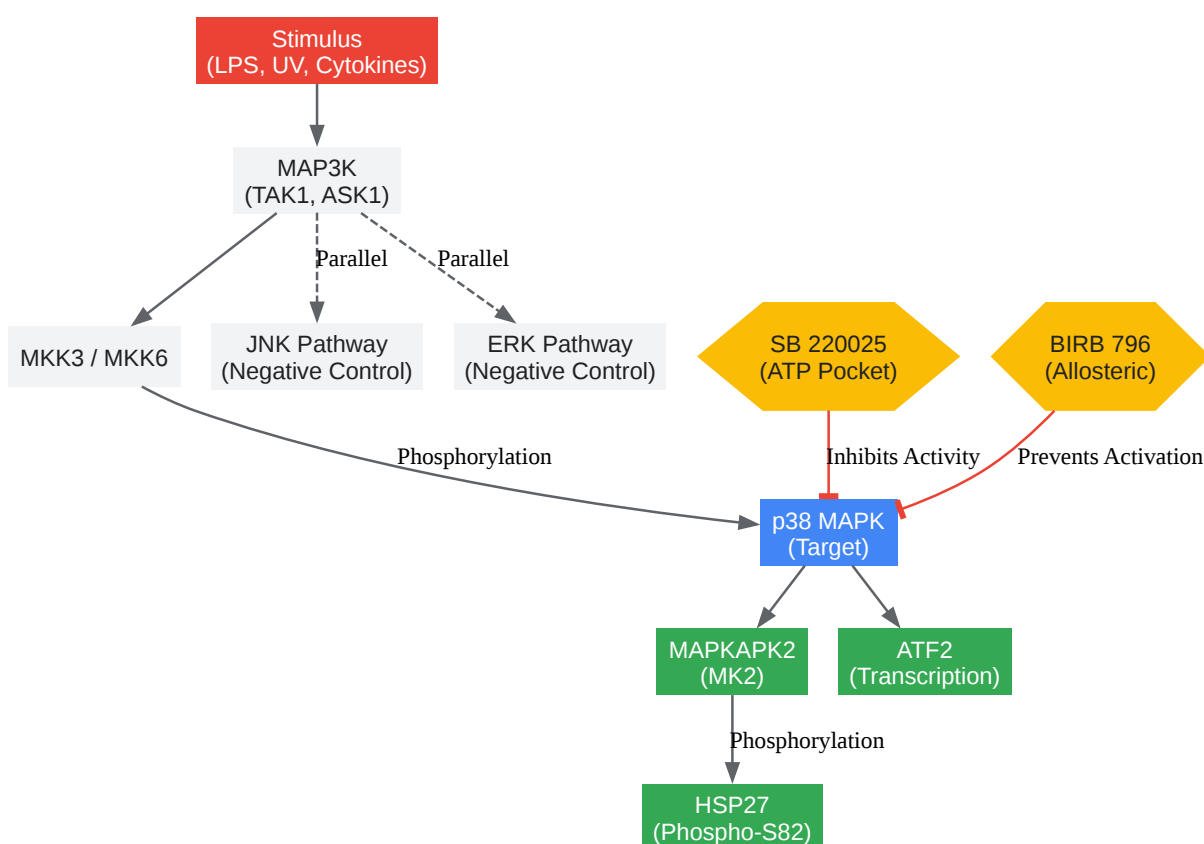 Stimulus
(LPS, UV, Cytokines)
MAP3K
(TAK1, ASK1)
Parallel
Parallel
MKK3 / MKK6
JNK Pathway
(Negative Control)
ERK Pathway
(Negative Control)
SB 220025
(ATP Pocket)
BIRB 796
(Allosteric)
Phosphorylation
Inhibits Activity
Prevents Activation
p38 MAPK
(Target)
MAPKAPK2
(MK2)
ATF2
(Transcription)
Phosphorylation
HSP27
(Phospho-S82)